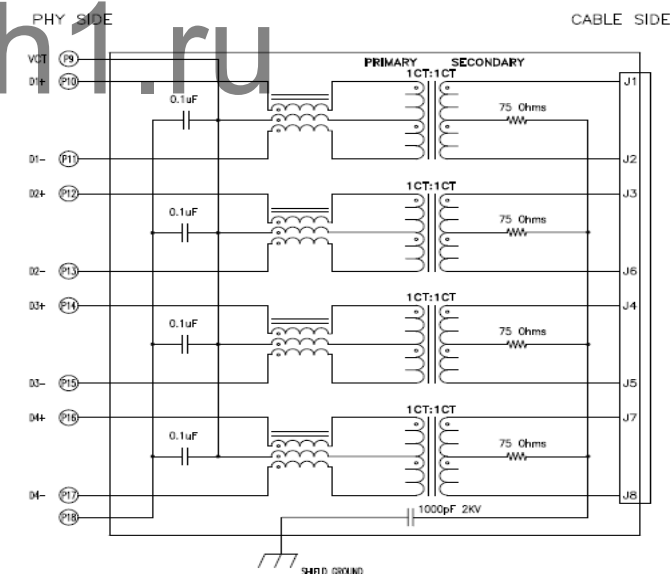 PHY SIDE
CABLE SIDE
h1.ru
VCT P9
PRIMARY SECONDARY
D1+ P10
1CT:1CT
J1
0.1uF
75 Ohms
D1- P11
J2
D2+ P12
1CT:1CT
J3
0.1uF
75 Ohms
D2- P13
J6
D3+ P14
1CT:1CT
J4
0.1uF
75 Ohms
D3- P15
J5
D4+ P16
1CT:1CT
J7
0.1uF
75 Ohms
D4- P17
J8
P18
1000pF 2KV
SHIELD GROUND